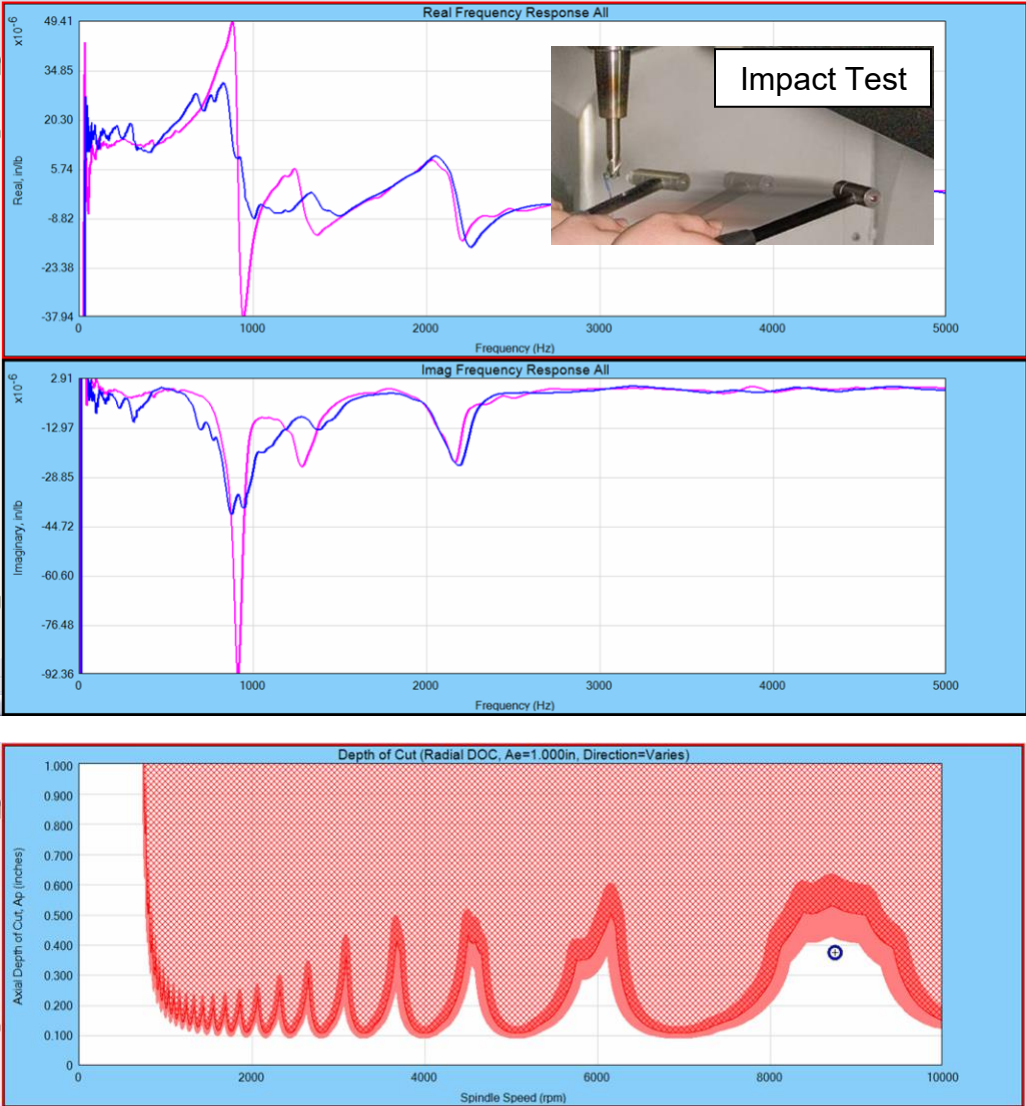 Real Frequency Response All
x10-6
49.41
34.85
20.30
5.74
-8.82
-23.38
-37.94
Real, in/lb
Impact Test
0 1000 2000 3000 4000 5000
Frequency (Hz)
Imag Frequency Response All
x10-6
2.91
-12.97
-28.85
-44.72
-60.60
-76.48
-92.36
Imaginary, in/lb
0 1000 2000 3000 4000 5000
Frequency (Hz)
Depth of Cut (Radial DOC, Ae=1.000in, Direction=Varies)
1.000
0.900
0.800
0.700
0.600
0.500
0.400
0.300
0.200
0.100
0
Axial Depth of Cut, Ap (inches)
0 2000 4000 6000 8000 10000
Spindle Speed (rpm)